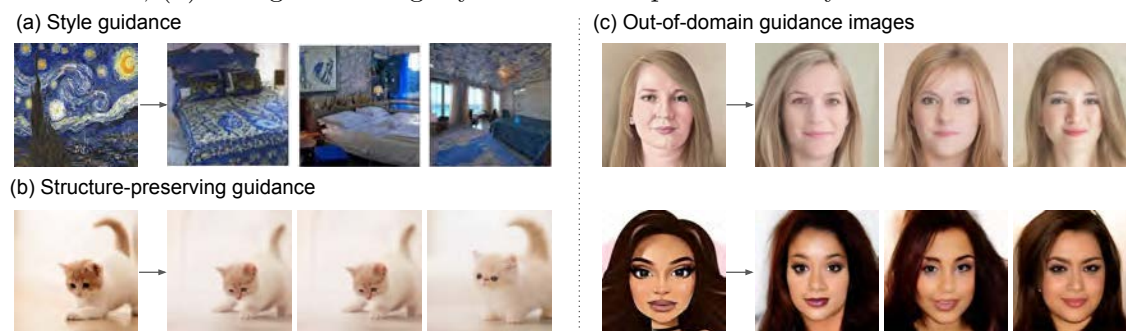 (a) Style guidance
(c) Out-of-domain guidance images
(b) Structure-preserving guidance